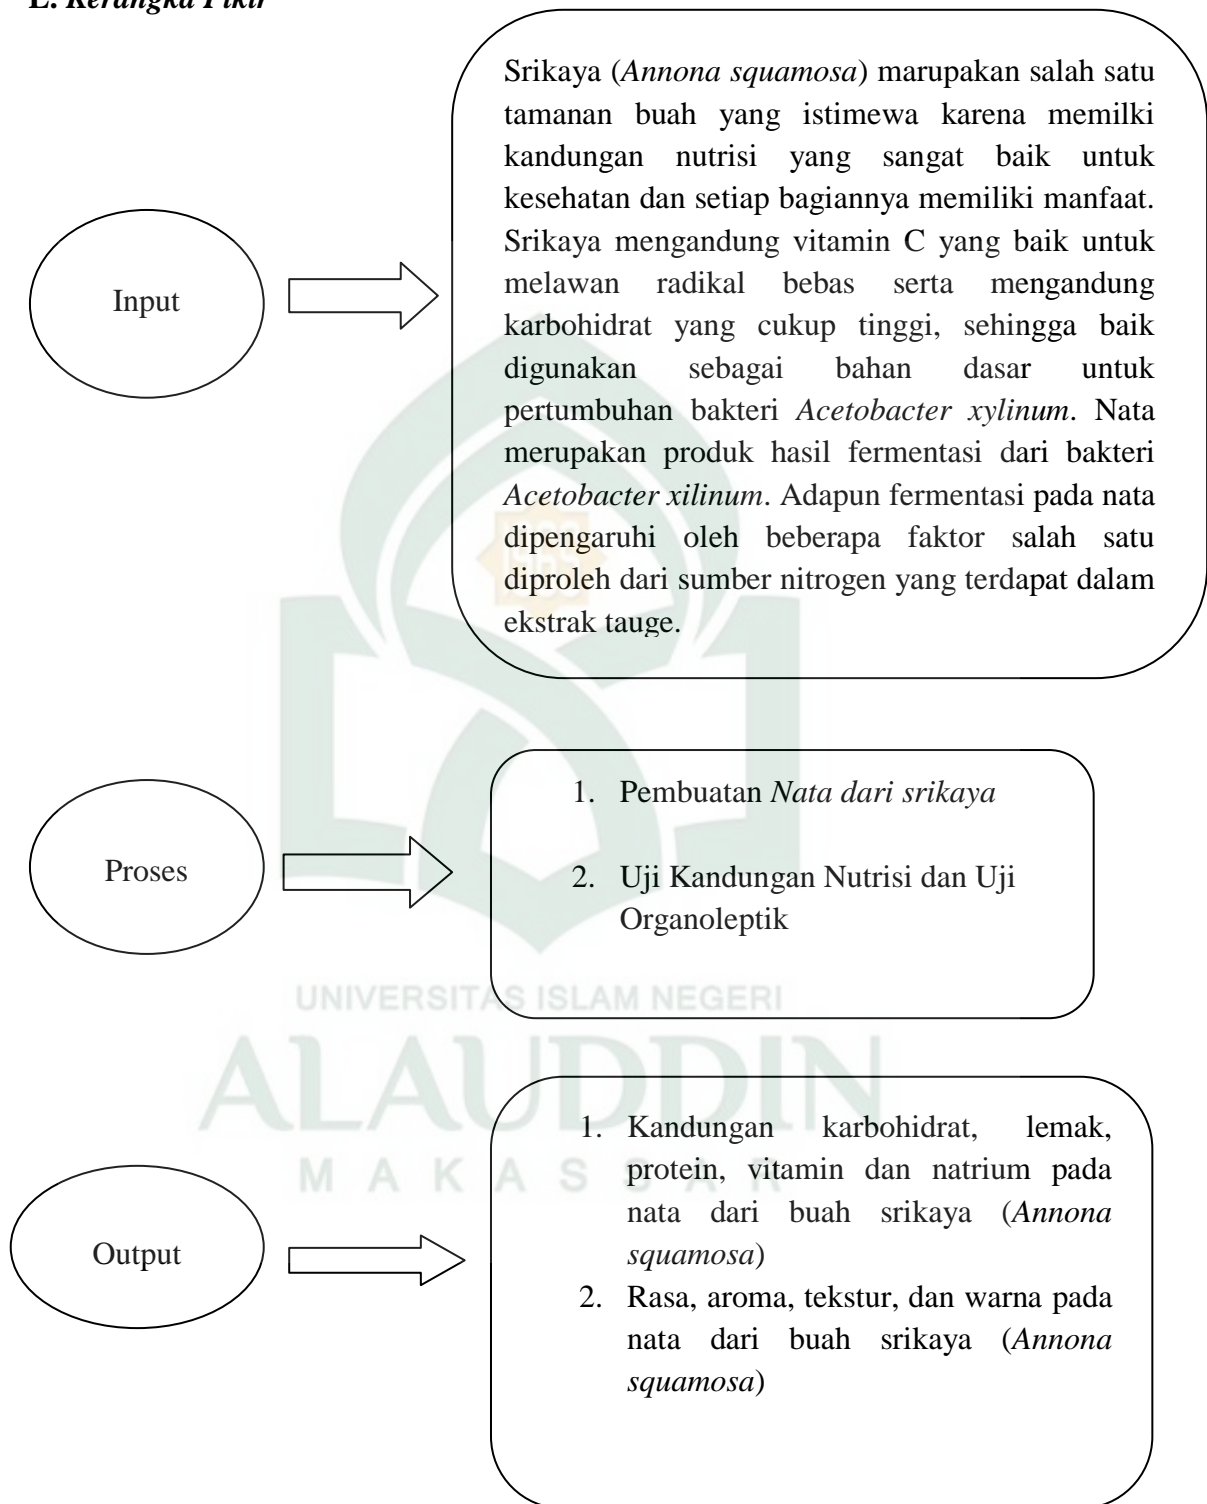 E. Kerangka Pikir
Srikaya (Annona squamosa) marupakan salah satu
tamanan buah yang istimewa karena memilki
kandungan nutrisi yang sangat baik untuk
kesehatan dan setiap bagiannya memiliki manfaat.
Srikaya mengandung vitamin C yang baik untuk
melawan radikal bebas serta mengandung
karbohidrat yang cukup tinggi, sehingga baik
digunakan sebagai bahan dasar untuk
pertumbuhan bakteri Acetobacter xylinum. Nata
merupakan produk hasil fermentasi dari bakteri
Acetobacter xilinum. Adapun fermentasi pada nata
dipengaruhi oleh beberapa faktor salah satu
diproleh dari sumber nitrogen yang terdapat dalam
ekstrak tauge.
Input
1965
Proses
1. Pembuatan Nata dari srikaya
2. Uji Kandungan Nutrisi dan Uji
Organoleptik
UNIVERSITAS ISLAM NEGERI
ALAUDDIN
MAKASSAR
Output
1. Kandungan karbohidrat, lemak,
protein, vitamin dan natrium pada
nata dari buah srikaya (Annona
squamosa)
2. Rasa, aroma, tekstur, dan warna pada
nata dari buah srikaya (Annona
squamosa)